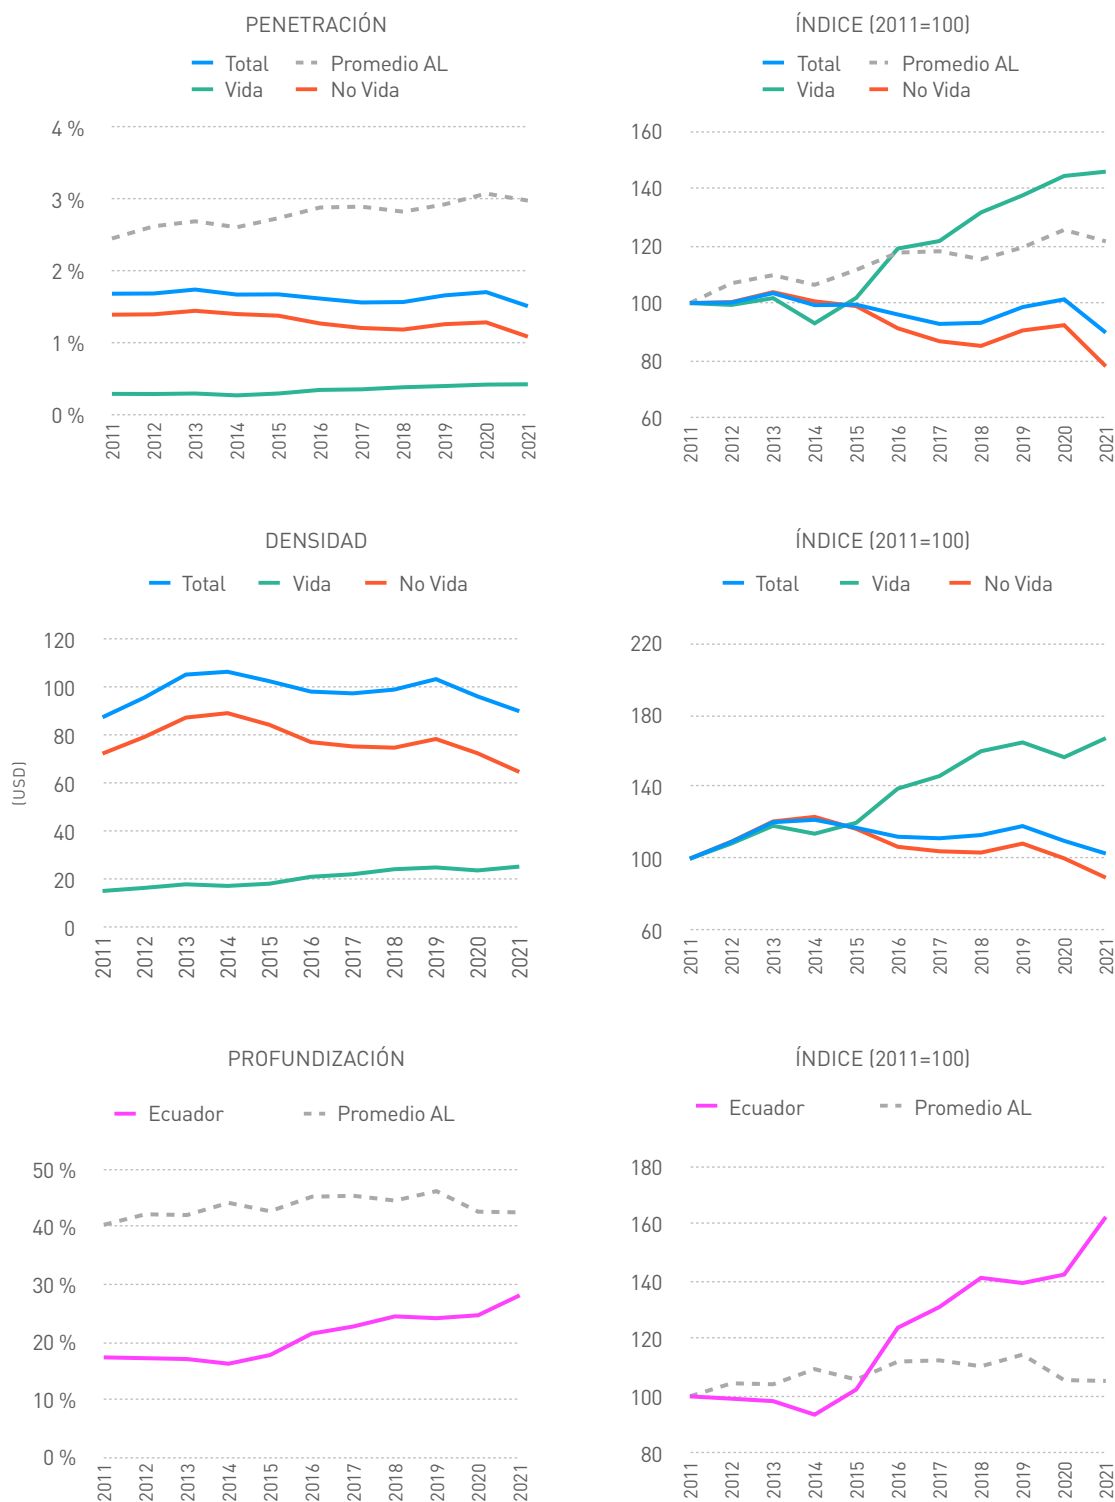 PENETRACIÓN
Total Promedio AL
Vida No Vida
4 %
3 %
2 %
1 %
0 %
2011 2012 2013 2014 2015 2016 2017 2018 2019 2020 2021
ÍNDICE (2011=100)
Total Promedio AL
Vida No Vida
160
140
120
100
80
60
2011 2012 2013 2014 2015 2016 2017 2018 2019 2020 2021
DENSIDAD
Total Vida No Vida
(USD)
120
100
80
60
40
20
0
2011 2012 2013 2014 2015 2016 2017 2018 2019 2020 2021
ÍNDICE (2011=100)
Total Vida No Vida
220
180
140
100
60
2011 2012 2013 2014 2015 2016 2017 2018 2019 2020 2021
PROFUNDIZACIÓN
Ecuador Promedio AL
50 %
40 %
30 %
20 %
10 %
0 %
2011 2012 2013 2014 2015 2016 2017 2018 2019 2020 2021
ÍNDICE (2011=100)
Ecuador Promedio AL
180
160
140
120
100
80
2011 2012 2013 2014 2015 2016 2017 2018 2019 2020 2021